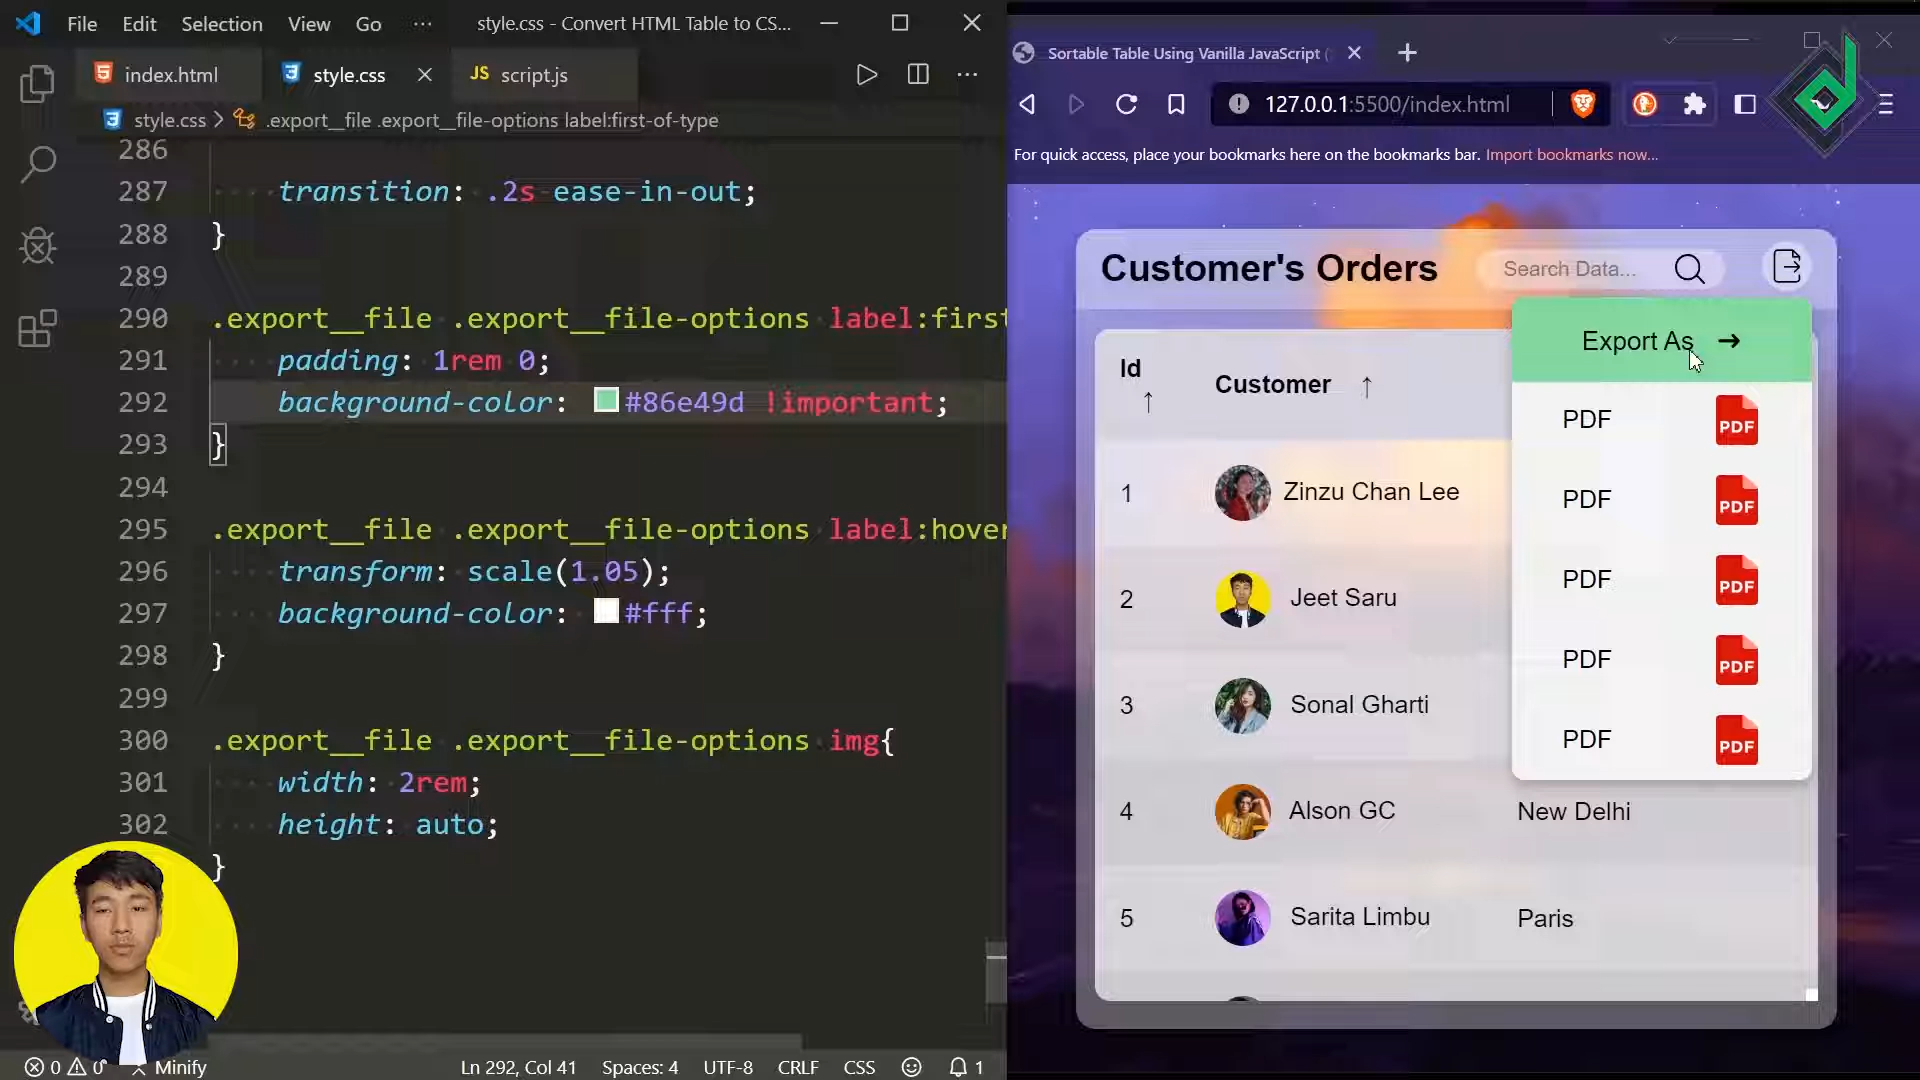 File Edit Selection View Go ··· style.css - Convert HTML Table to CS...
index.html style.css JS script.js
style.css > .export__file .export__file-options label:first-of-type
286
287 transition: .2s ease-in-out;
288 }
289
290 .export__file .export__file-options label:first
291 padding: 1rem 0;
292 background-color: #86e49d !important;
293 }
294
295 .export__file .export__file-options label:hover
296 transform: scale(1.05);
297 background-color: #fff;
298 }
299
300 .export__file .export__file-options img{
301 width: 2rem;
302 height: auto;
}
0 0 Minify Ln 292, Col 41 Spaces: 4 UTF-8 CRLF CSS 1
Sortable Table Using Vanilla JavaScript (
127.0.0.1:5500/index.html
For quick access, place your bookmarks here on the bookmarks bar. Import bookmarks now...
Customer's Orders Search Data...
Export As →
Id ↑ Customer ↑
PDF PDF
PDF PDF
PDF PDF
PDF PDF
PDF PDF
1 Zinzu Chan Lee
2 Jeet Saru
3 Sonal Gharti
4 Alson GC New Delhi
5 Sarita Limbu Paris